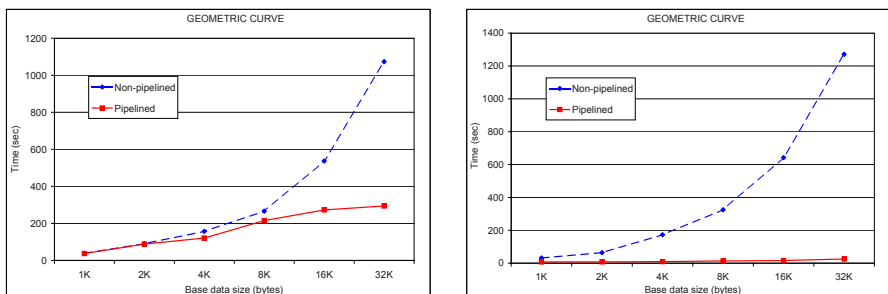 GEOMETRIC CURVE
1200
1000
800
600
400
200
0
Time (sec)
Non-pipelined
Pipelined
1K 2K 4K 8K 16K 32K
Base data size (bytes)
GEOMETRIC CURVE
1400
1200
1000
800
600
400
200
0
Time (sec)
Non-pipelined
Pipelined
1K 2K 4K 8K 16K 32K
Base data size (bytes)